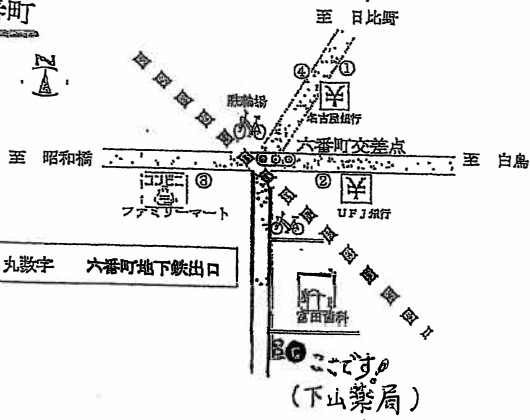 番町
至 日比野
④
①
N
駐輪場
名古屋銀行
六番町交差点
至 昭和橋
至 白鳥
コンビニ
③
②
ファミリーマート
UFJ銀行
丸数字 六番町地下鉄出口
富田歯科
ここです!
(下山薬局)